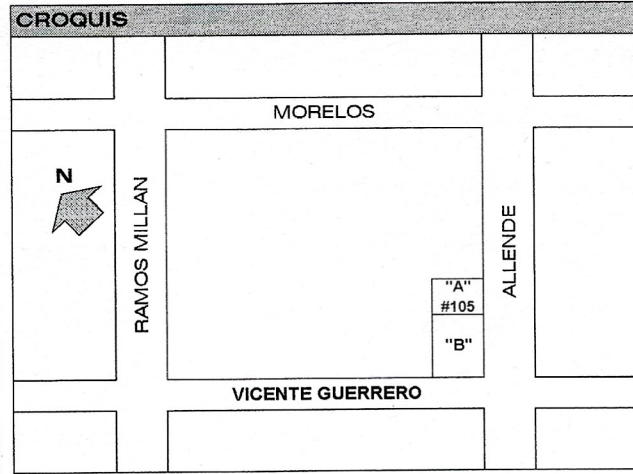 CROQUIS
MORELOS
N
RAMOS MILLAN
ALLENDE
"A"
#105
"B"
VICENTE GUERRERO